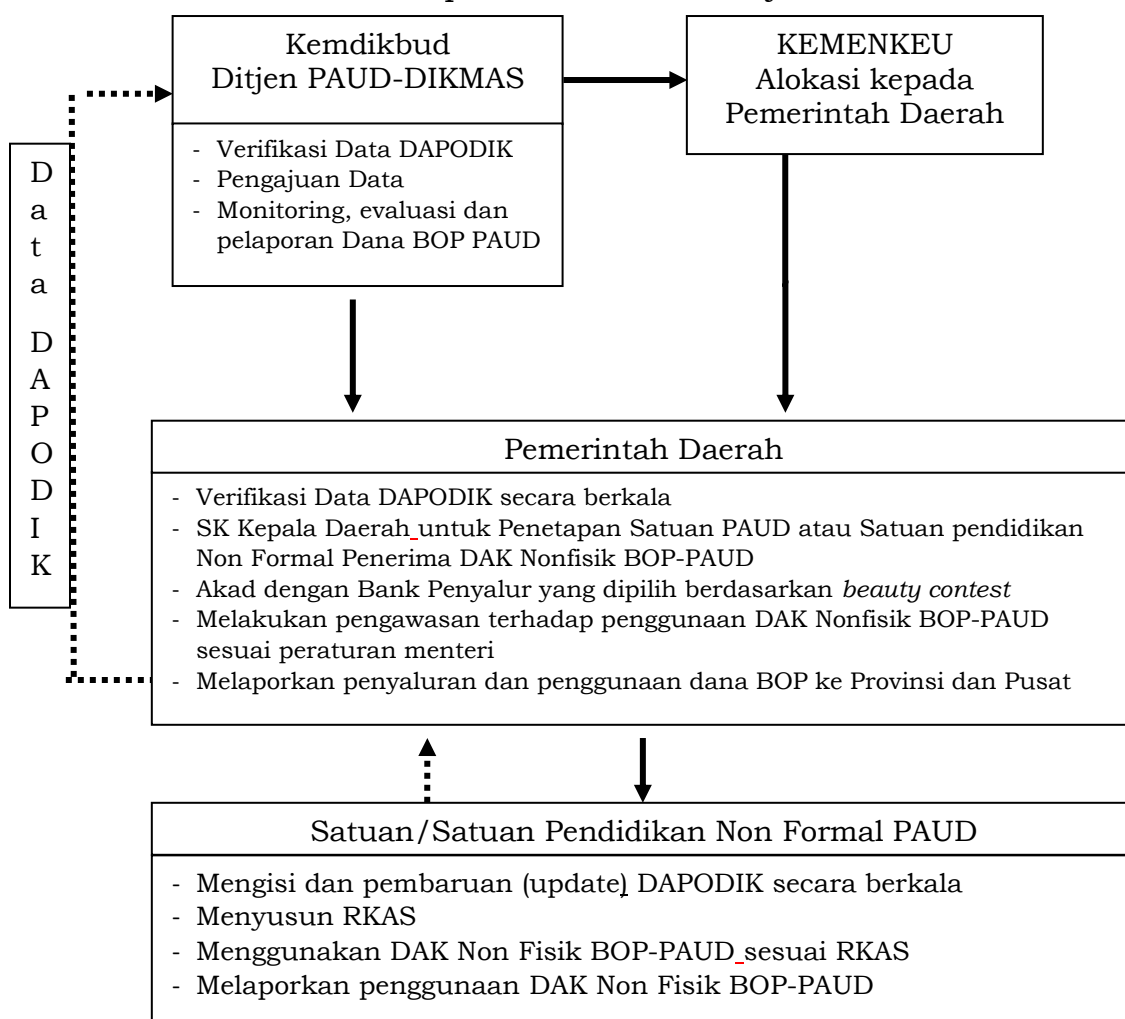 Kemdikbud
Ditjen PAUD-DIKMAS
- Verifikasi Data DAPODIK
- Pengajuan Data
- Monitoring, evaluasi dan
pelaporan Dana BOP PAUD
KEMENKEU
Alokasi kepada
Pemerintah Daerah
Data DAPODIK
Pemerintah Daerah
- Verifikasi Data DAPODIK secara berkala
- SK Kepala Daerah untuk Penetapan Satuan PAUD atau Satuan pendidikan
Non Formal Penerima DAK Nonfisik BOP-PAUD
- Akad dengan Bank Penyalur yang dipilih berdasarkan beauty contest
- Melakukan pengawasan terhadap penggunaan DAK Nonfisik BOP-PAUD
sesuai peraturan menteri
- Melaporkan penyaluran dan penggunaan dana BOP ke Provinsi dan Pusat
Satuan/Satuan Pendidikan Non Formal PAUD
- Mengisi dan pembaruan (update) DAPODIK secara berkala
- Menyusun RKAS
- Menggunakan DAK Non Fisik BOP-PAUD sesuai RKAS
- Melaporkan penggunaan DAK Non Fisik BOP-PAUD